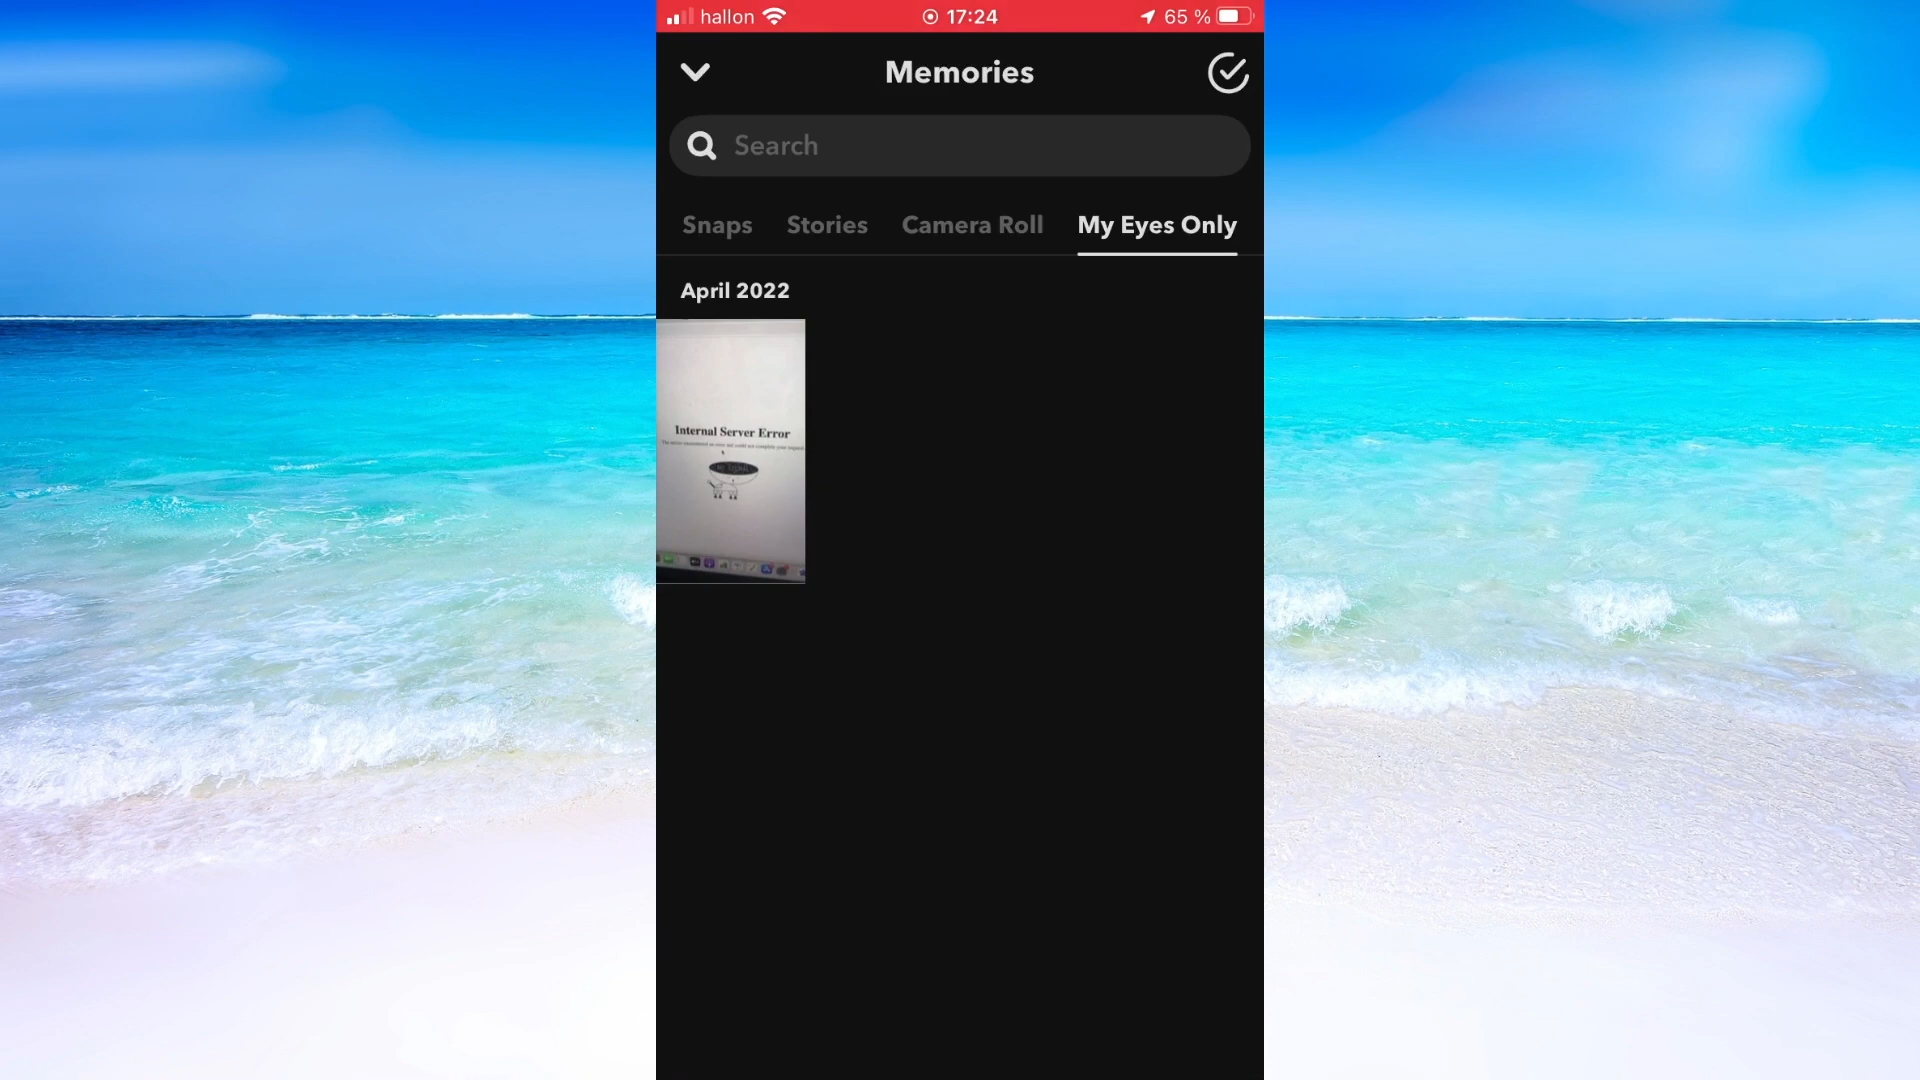 hallon 17:24 65 %
Memories
Search
Snaps Stories Camera Roll My Eyes Only
April 2022
Internal Server Error